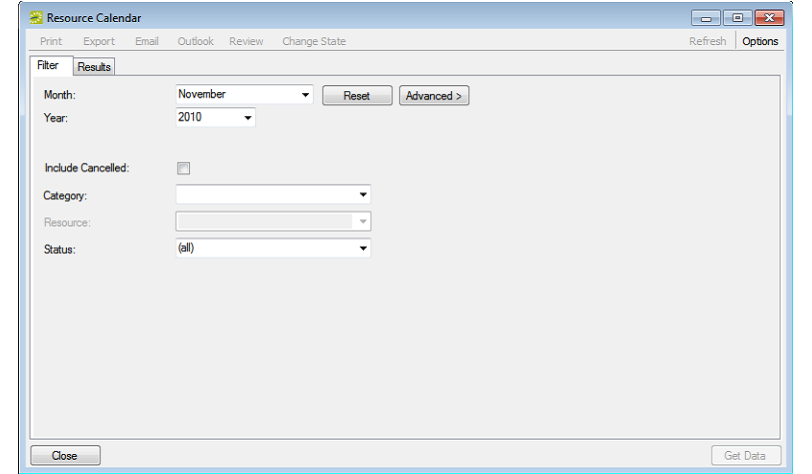 Resource Calendar
Print Export Email Outlook Review Change State Refresh Options
Filter Results
Month: November Reset Advanced >
Year: 2010
Include Cancelled:
Category:
Resource:
Status: (all)
Close Get Data